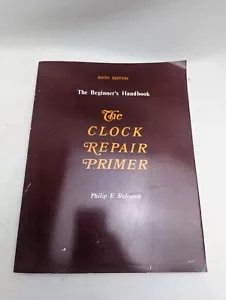 SIXTH EDITION
The Beginner's Handbook
The
CLOCK
REPAIR
PRIMER
Philip E. Balcomb